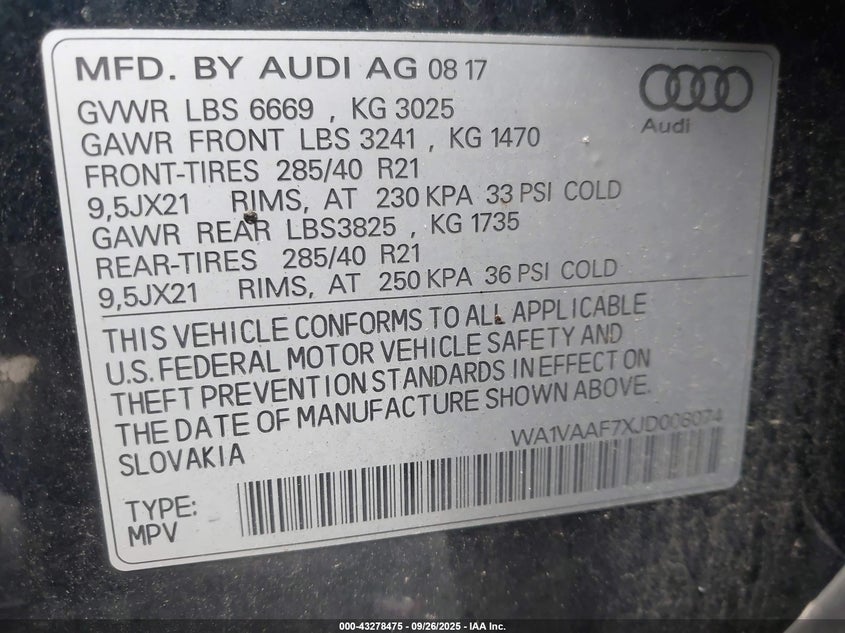 MFD. BY AUDI AG 08 17
Audi
GVWR LBS 6669 , KG 3025
GAWR FRONT LBS 3241 , KG 1470
FRONT-TIRES 285/40 R21
9,5JX21 RIMS, AT 230 KPA 33 PSI COLD
GAWR REAR LBS3825 , KG 1735
REAR-TIRES 285/40 R21
9,5JX21 RIMS, AT 250 KPA 36 PSI COLD
THIS VEHICLE CONFORMS TO ALL APPLICABLE
U.S. FEDERAL MOTOR VEHICLE SAFETY AND
THEFT PREVENTION STANDARDS IN EFFECT ON
THE DATE OF MANUFACTURE SHOWN ABOVE.
SLOVAKIA
WA1VAAF7XJD006074
TYPE:
MPV
000-43278475 - 09/26/2025 - IAA Inc.